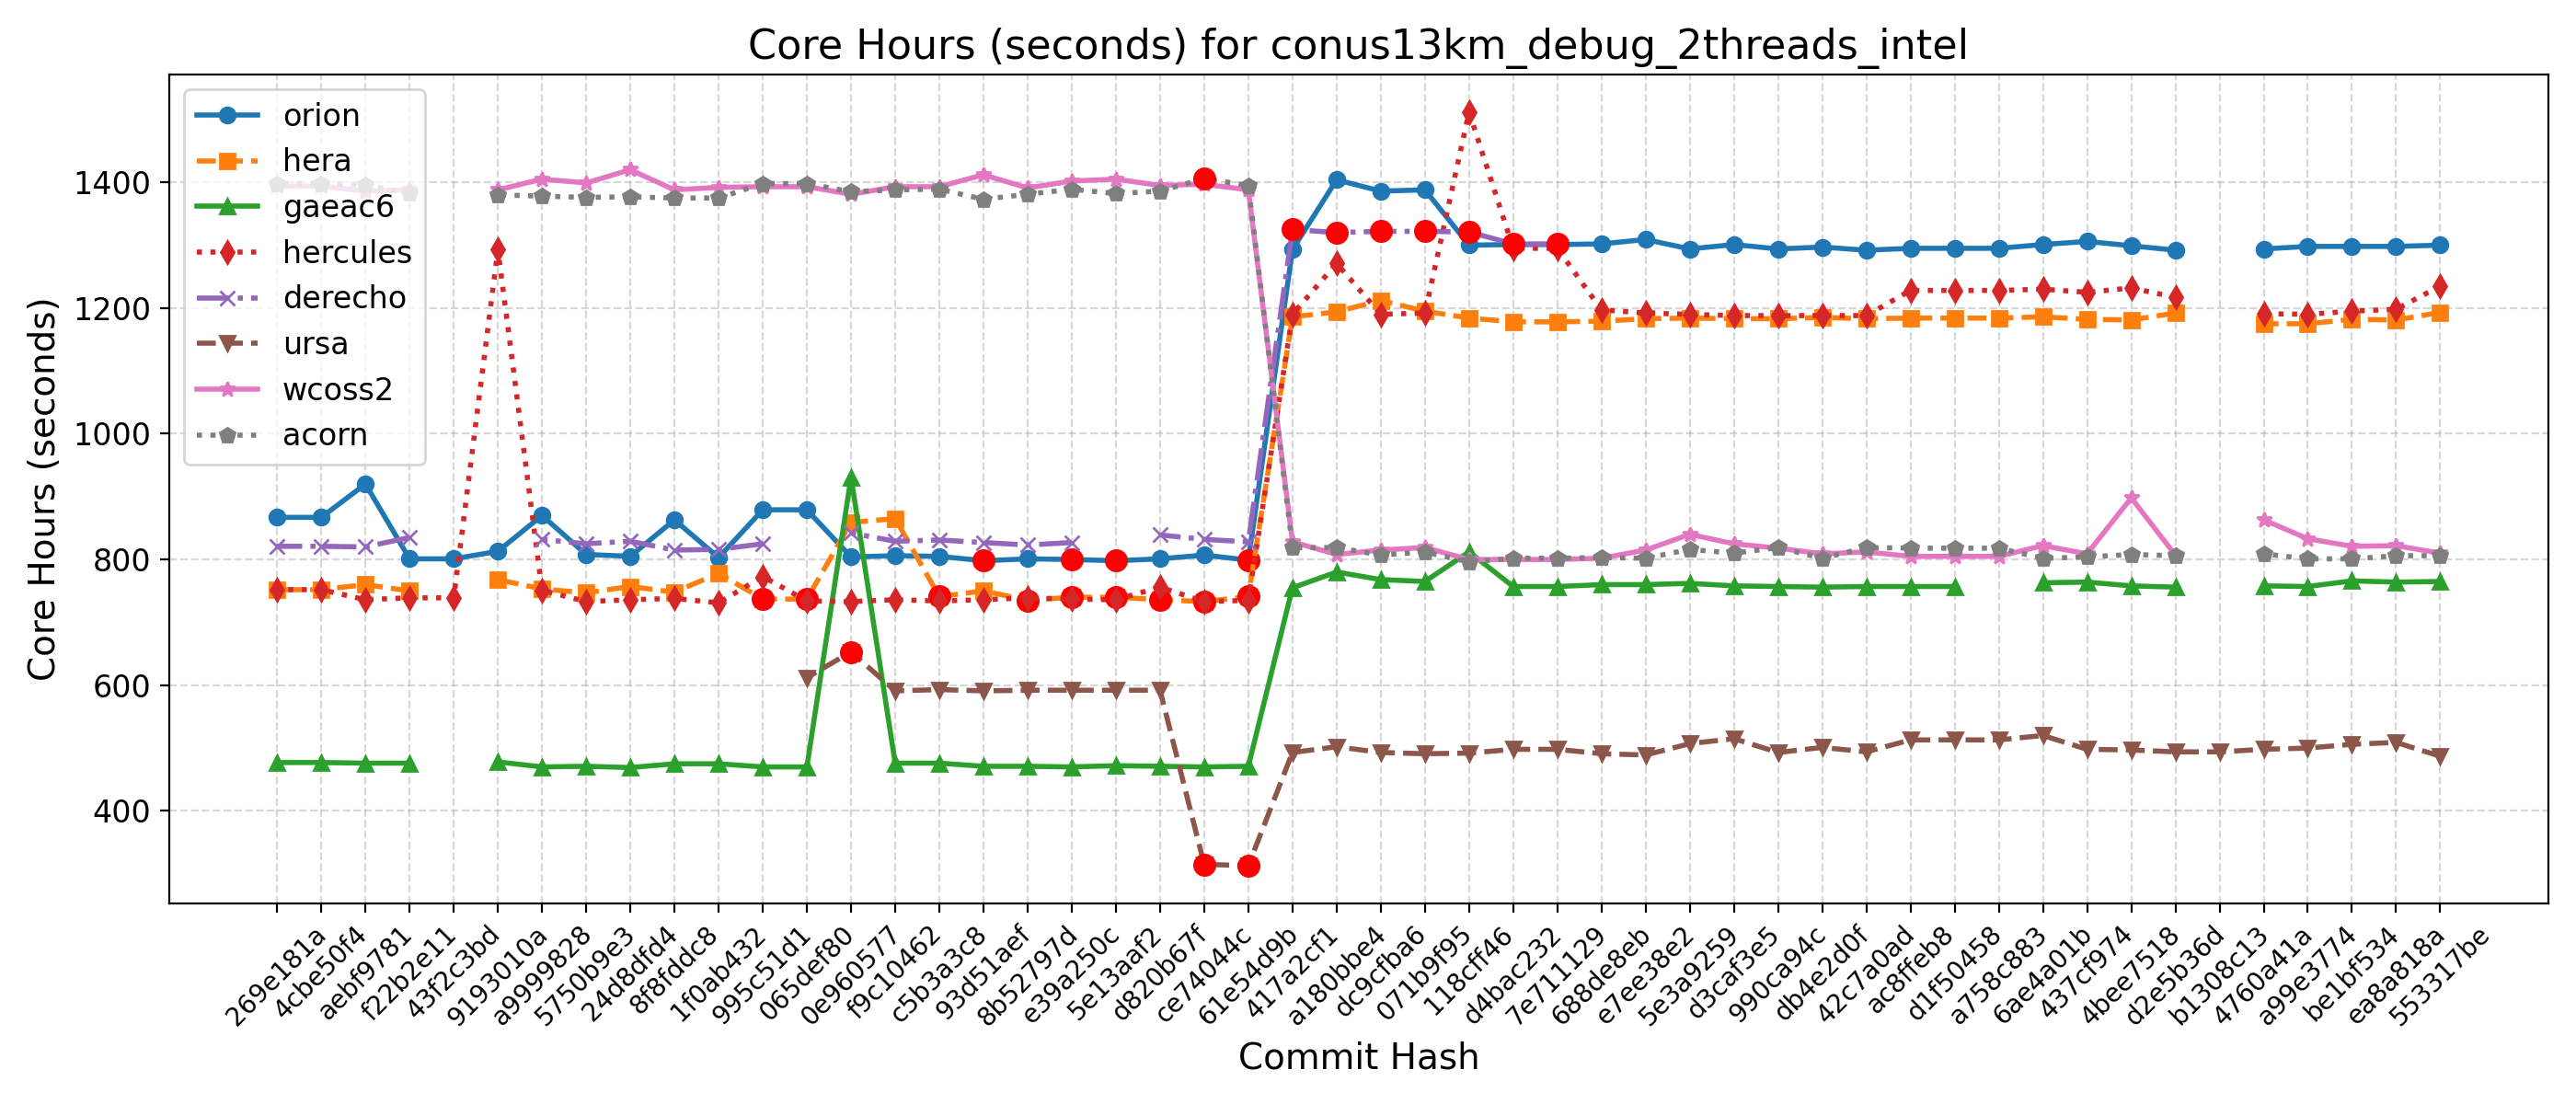 Core Hours (seconds) for conus13km_debug_2threads_intel
Core Hours (seconds)
1400
1200
1000
800
600
400
orion
hera
gaeac6
hercules
derecho
ursa
wcoss2
acorn
269e181a
4cbe50f4
aebf9781
f22b2e11
43f2c3bd
9193010a
a9999828
5750b9e3
24d8dfd4
8f8fddc8
1f0ab432
995c51d1
065def80
0e960577
f9c10462
c5b3a3c8
93d51aef
8b52797d
e39a250c
5e13aaf2
d820b67f
ce74044c
61e54d9b
417a2cf1
a180bbe4
dc9cfba6
071b9f95
118cff46
d4bac232
7e711129
688de8eb
e7ee38e2
5e3a9259
d3caf3e5
990ca94c
db4e2d0f
42c7a0ad
ac8ffeb8
d1f50458
a758c883
6ae4a01b
437cf974
4bee7518
d2e5b36d
b1308c13
4760a41a
a99e3774
be1bf534
ea8a818a
553317be
Commit Hash